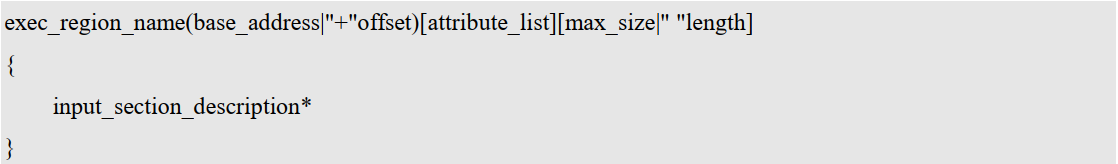 exec_region_name(base_address|"+"offset)[attribute_list][max_size|" "length]
{
input_section_description*
}